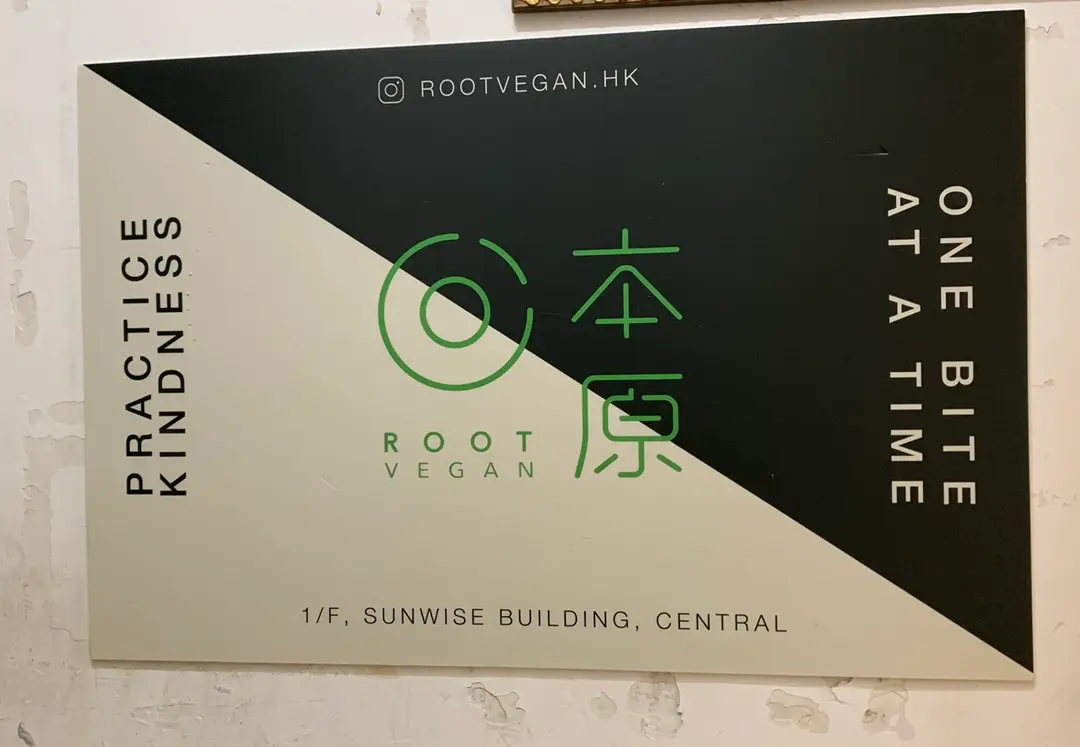 ROOTVEGAN.HK
PRACTICE
KINDNESS
本
原
ROOT
VEGAN
ONE BITE
AT A TIME
1/F, SUNWISE BUILDING, CENTRAL